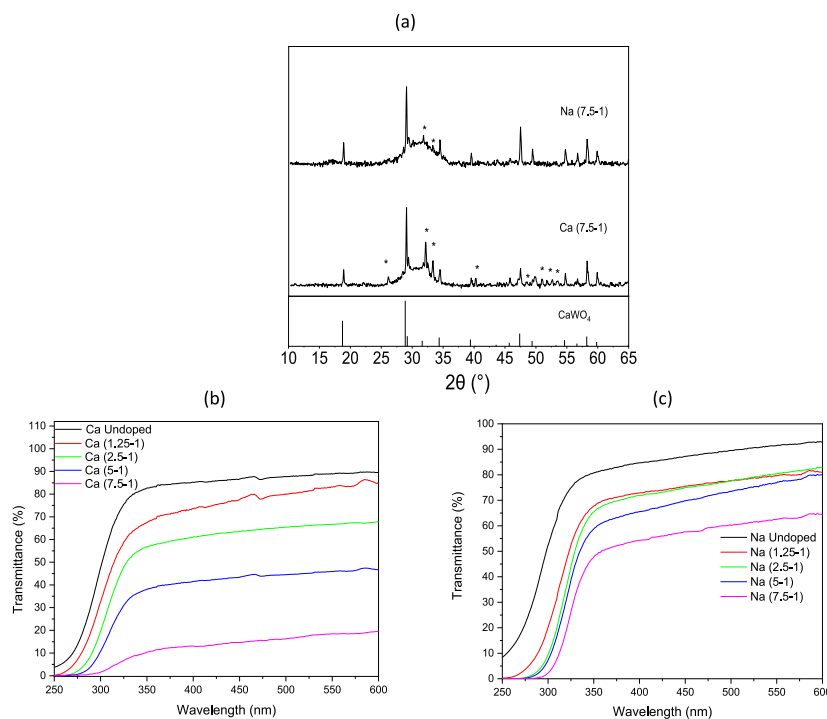 (a)
Na (7.5-1)
*
*
Ca (7.5-1)
*
*
*
*
*
*
*
*
CaWO₄
10 15 20 25 30 35 40 45 50 55 60 65
2θ (°)
(b)
110
100
90
80
70
60
50
40
30
20
10
0
Transmittance (%)
Ca Undoped
Ca (1.25-1)
Ca (2.5-1)
Ca (5-1)
Ca (7.5-1)
250 300 350 400 450 500 550 600
Wavelength (nm)
(c)
100
90
80
70
60
50
40
30
20
10
0
Transmittance (%)
Na Undoped
Na (1.25-1)
Na (2.5-1)
Na (5-1)
Na (7.5-1)
250 300 350 400 450 500 550 600
Wavelength (nm)